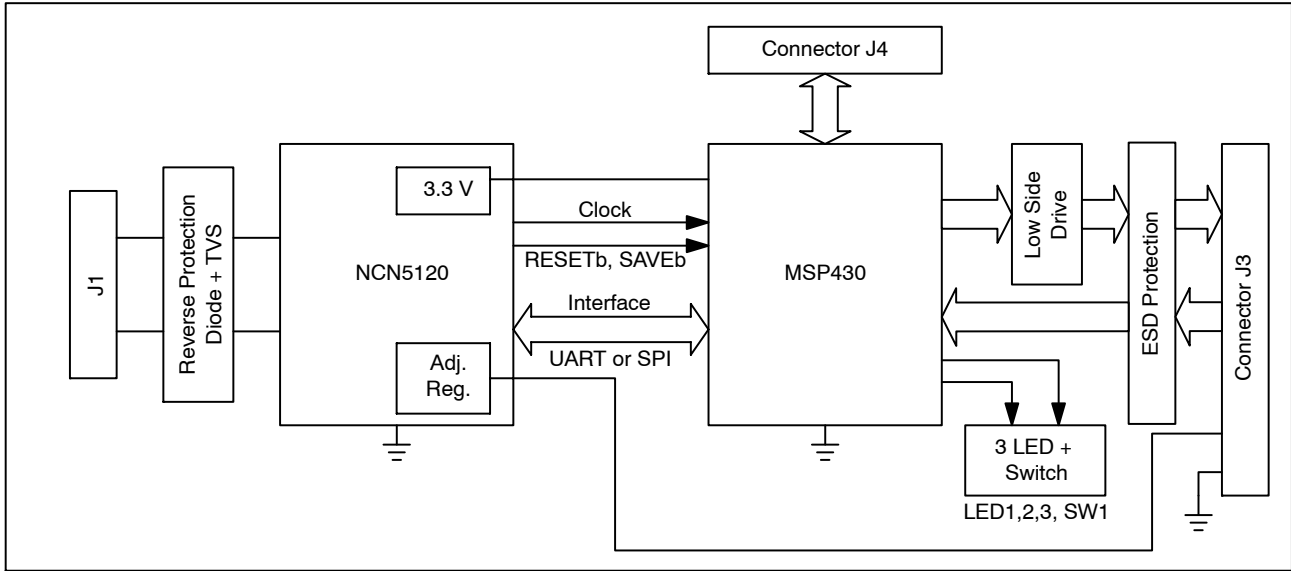 Connector J4
J1
Reverse Protection
Diode + TVS
NCN5120
3.3 V
Adj.
Reg.
Clock
RESETb, SAVEb
Interface
UART or SPI
MSP430
Low Side
Drive
ESD Protection
Connector J3
3 LED +
Switch
LED1,2,3, SW1